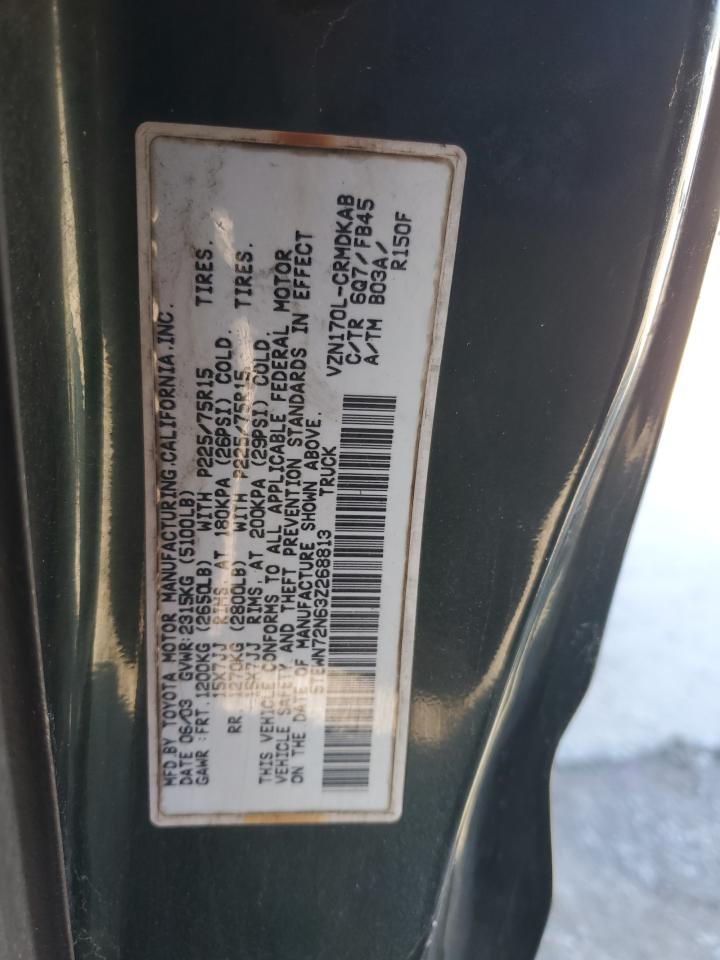 MFD.BY TOYOTA MOTOR MANUFACTURING.CALIFORNIA.INC.
DATE 06/03 GVWR:2315KG (5100LB)
GAWR:FRT.1200KG (2650LB) WITH P225/75R15 TIRES.
15X7JJ RIMS. AT 180KPA (26PSI) COLD.
RR. 1270KG (2800LB) WITH P225/75R15 TIRES.
15X7JJ RIMS. AT 200KPA (29PSI) COLD.
THIS VEHICLE CONFORMS TO ALL APPLICABLE FEDERAL MOTOR
VEHICLE SAFETY AND THEFT PREVENTION STANDARDS IN EFFECT
ON THE DATE OF MANUFACTURE SHOWN ABOVE.
5TEWN72N63Z268813 TRUCK
VZN170L-CRMDKAB
C/TR 6Q7/FB45
A/TM B03A/
R150F